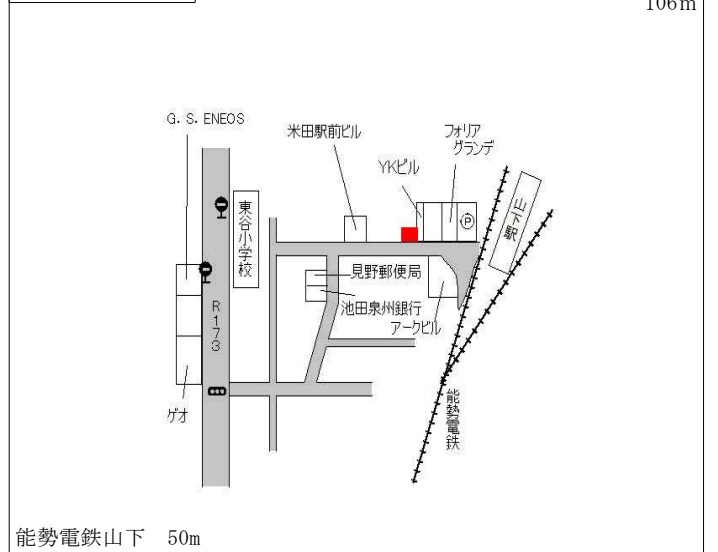 106m
G. S. ENEOS
米田駅前ビル
フォリア
グランデ
YKビル
東谷小学校
P
山下駅
見野郵便局
池田泉州銀行
アークビル
R173
ゲオ
能勢電鉄
能勢電鉄山下 50m